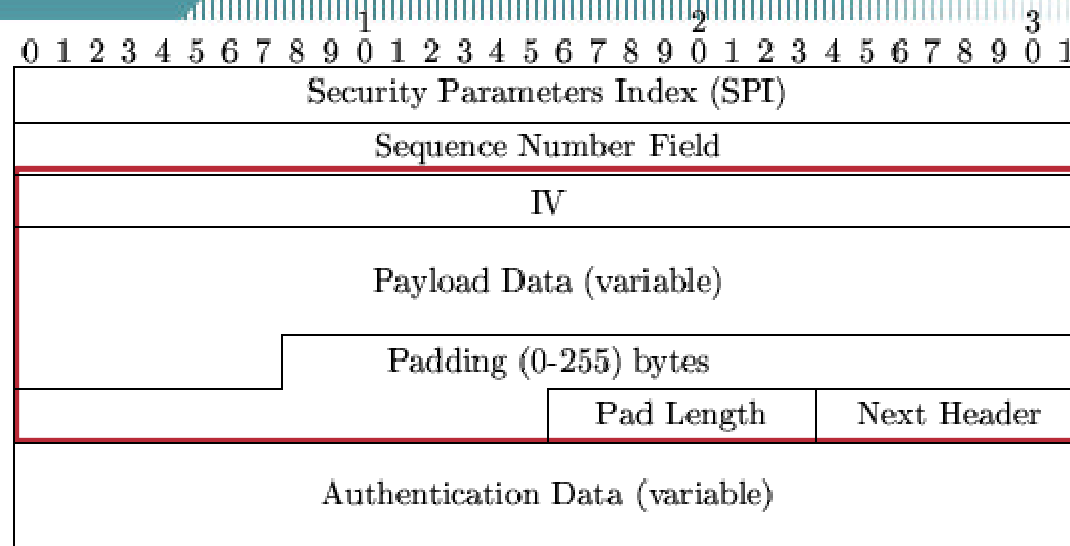 1 2 3
0 1 2 3 4 5 6 7 8 9 0 1 2 3 4 5 6 7 8 9 0 1 2 3 4 5 6 7 8 9 0 1
Security Parameters Index (SPI)
Sequence Number Field
IV
Payload Data (variable)
Padding (0-255) bytes
Pad Length Next Header
Authentication Data (variable)